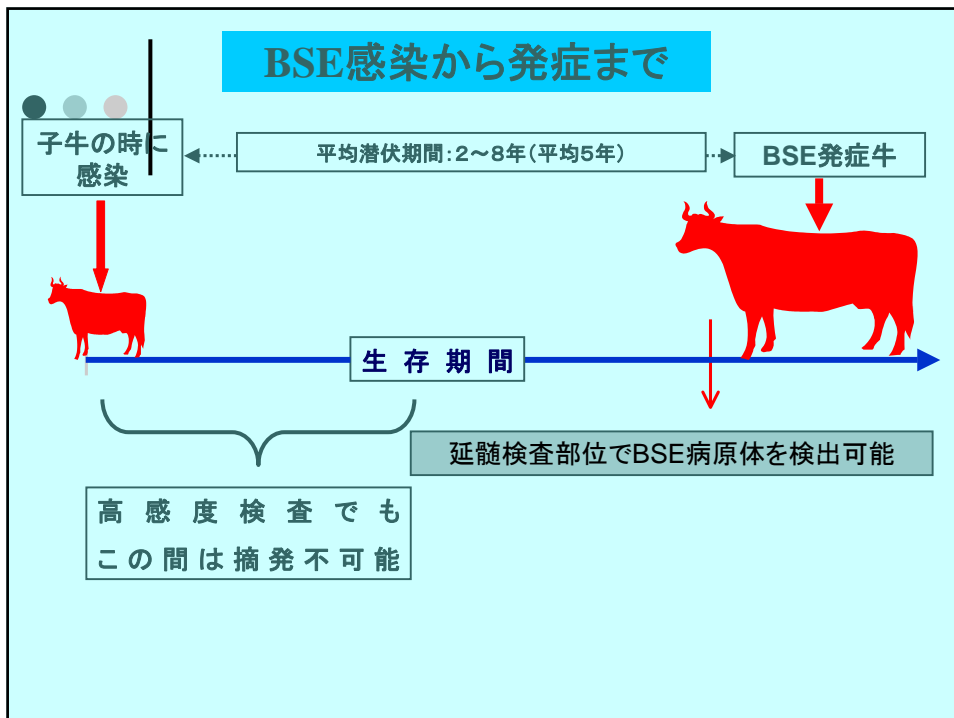 BSE感染から発症まで
子牛の時に
感染
平均潜伏期間:2～8年(平均5年)
BSE発症牛
生存期間
延髄検査部位でBSE病原体を検出可能
高感度検査でも
この間は摘発不可能